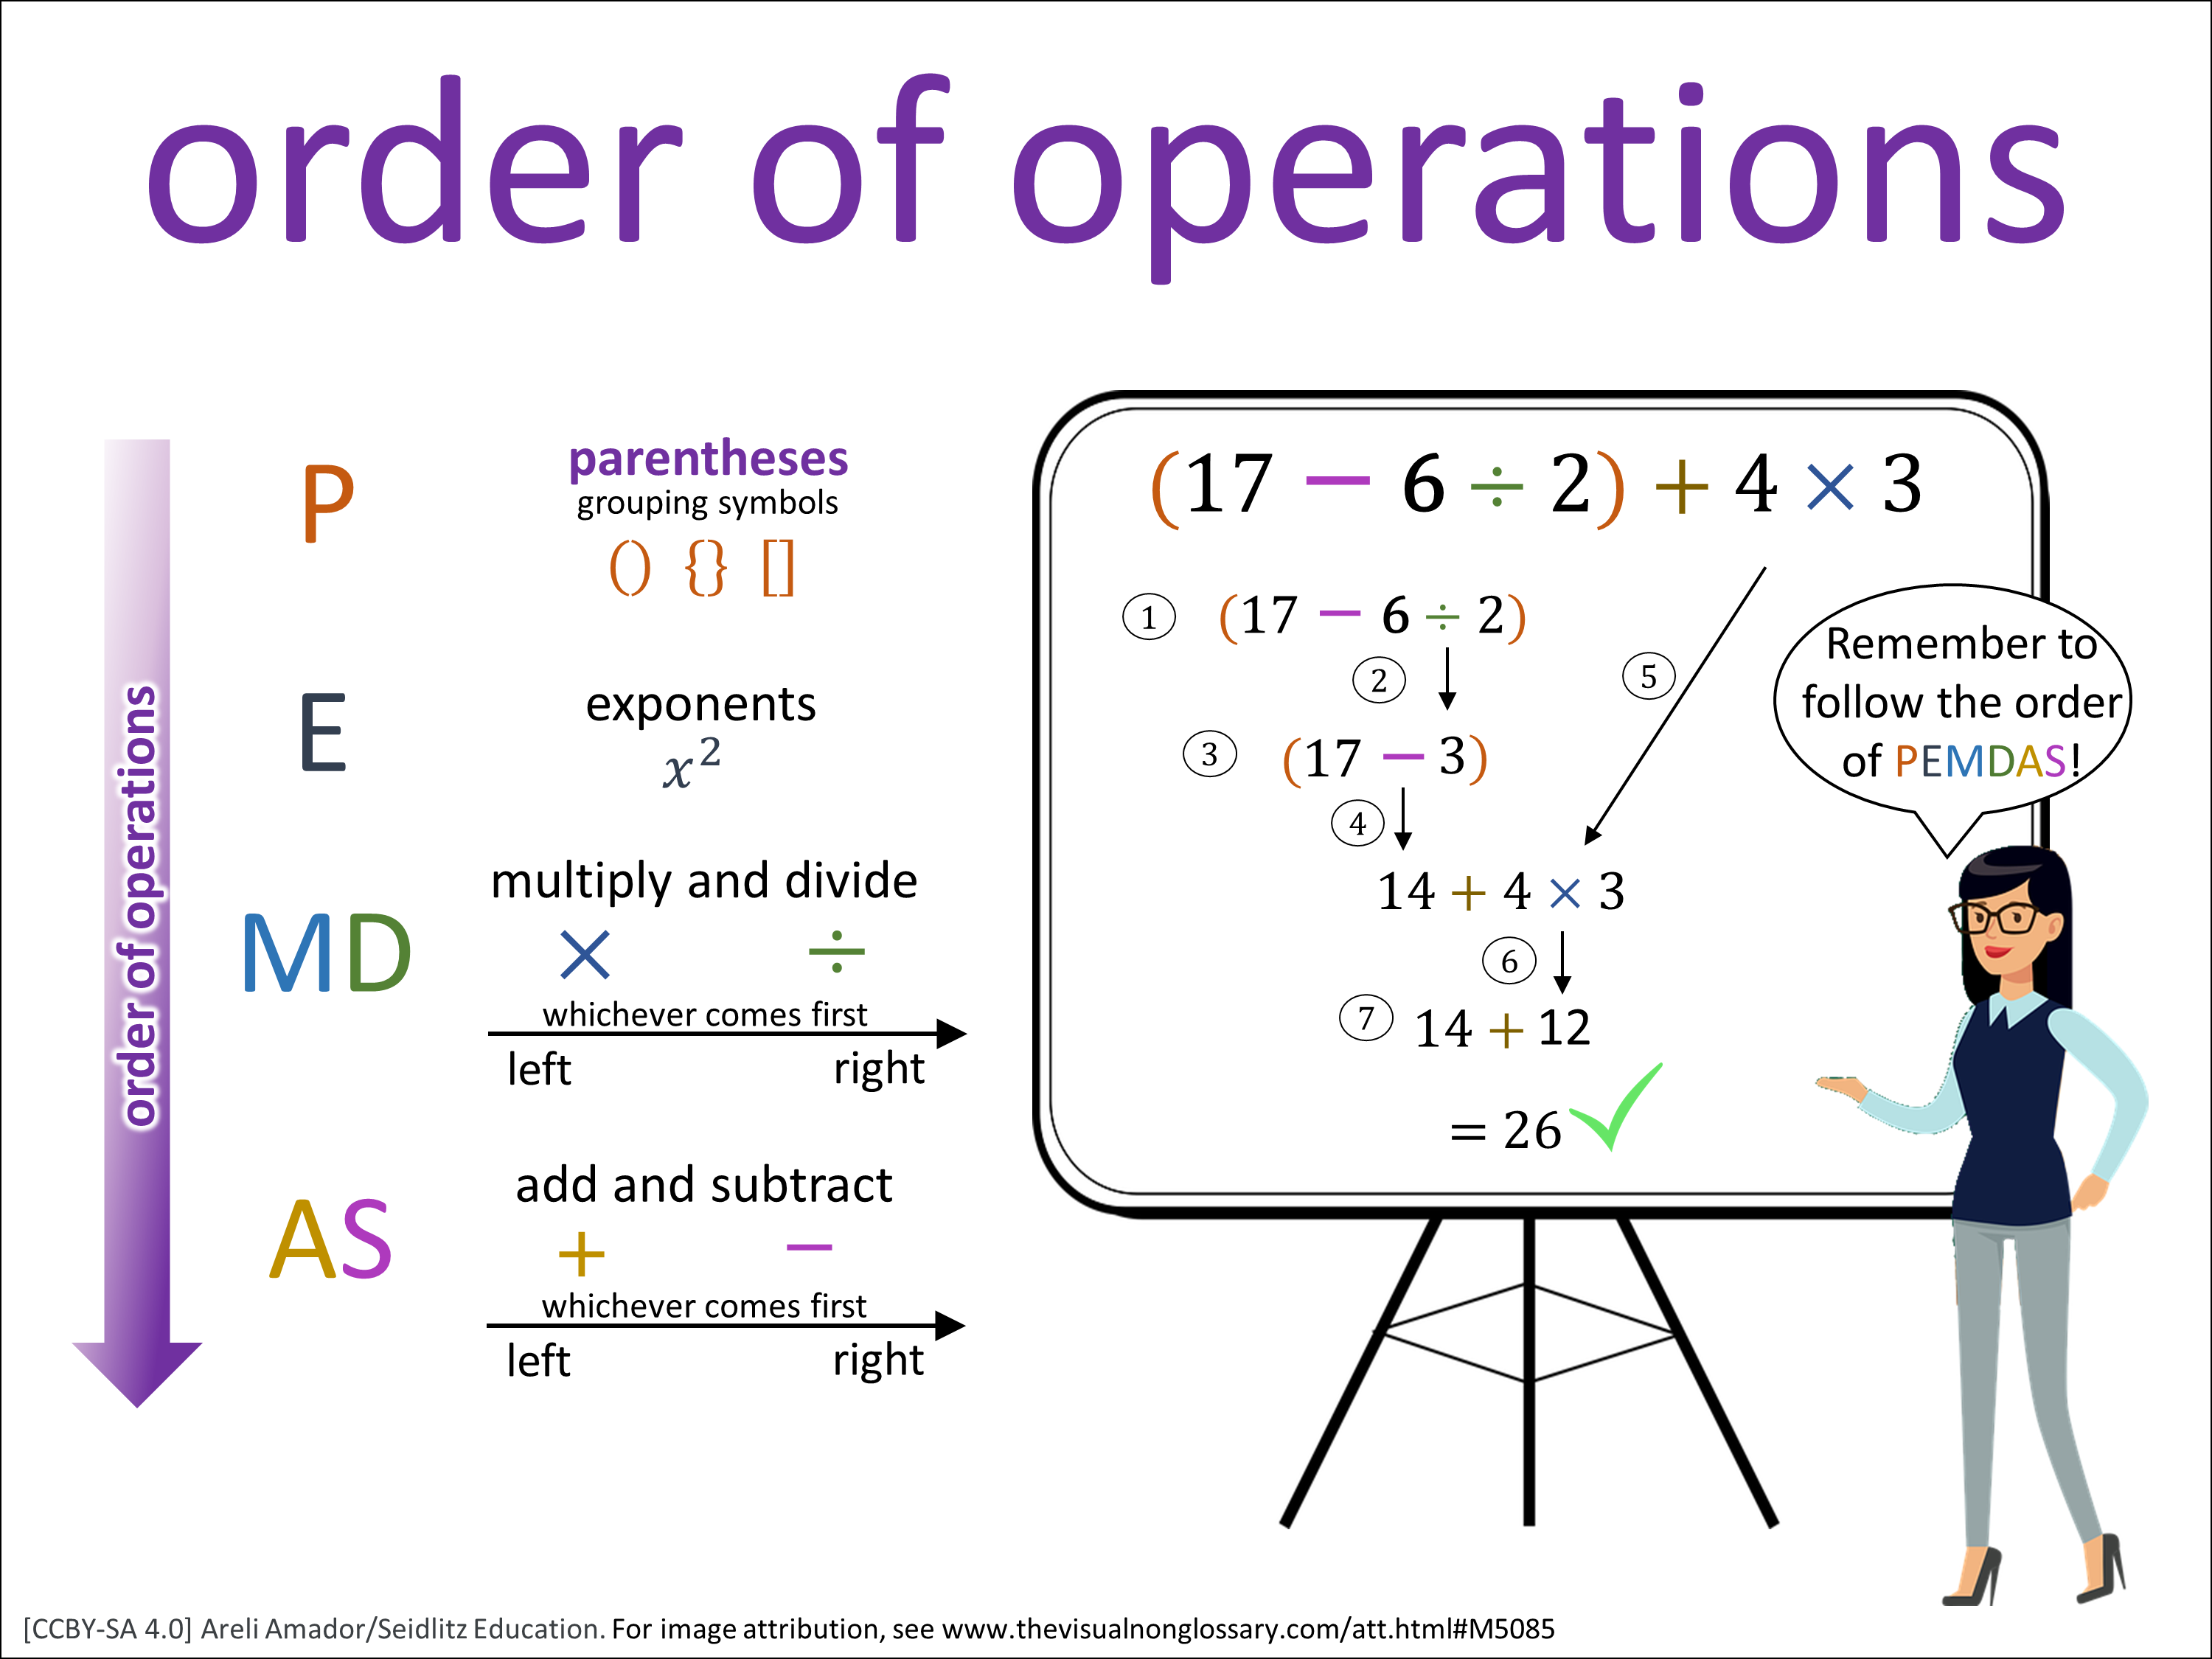 order of operations
order of operations
P
parentheses
grouping symbols
() {} []
E
exponents
x²
MD
multiply and divide
× ÷
whichever comes first
left right
AS
add and subtract
+ −
whichever comes first
left right
(17 − 6 ÷ 2) + 4 × 3
1 (17 − 6 ÷ 2)
2
3 (17 − 3)
4
5
14 + 4 × 3
6
7 14 + 12
= 26
Remember to
follow the order
of PEMDAS!
[CCBY-SA 4.0] Areli Amador/Seidlitz Education. For image attribution, see www.thevisualnonglossary.com/att.html#M5085